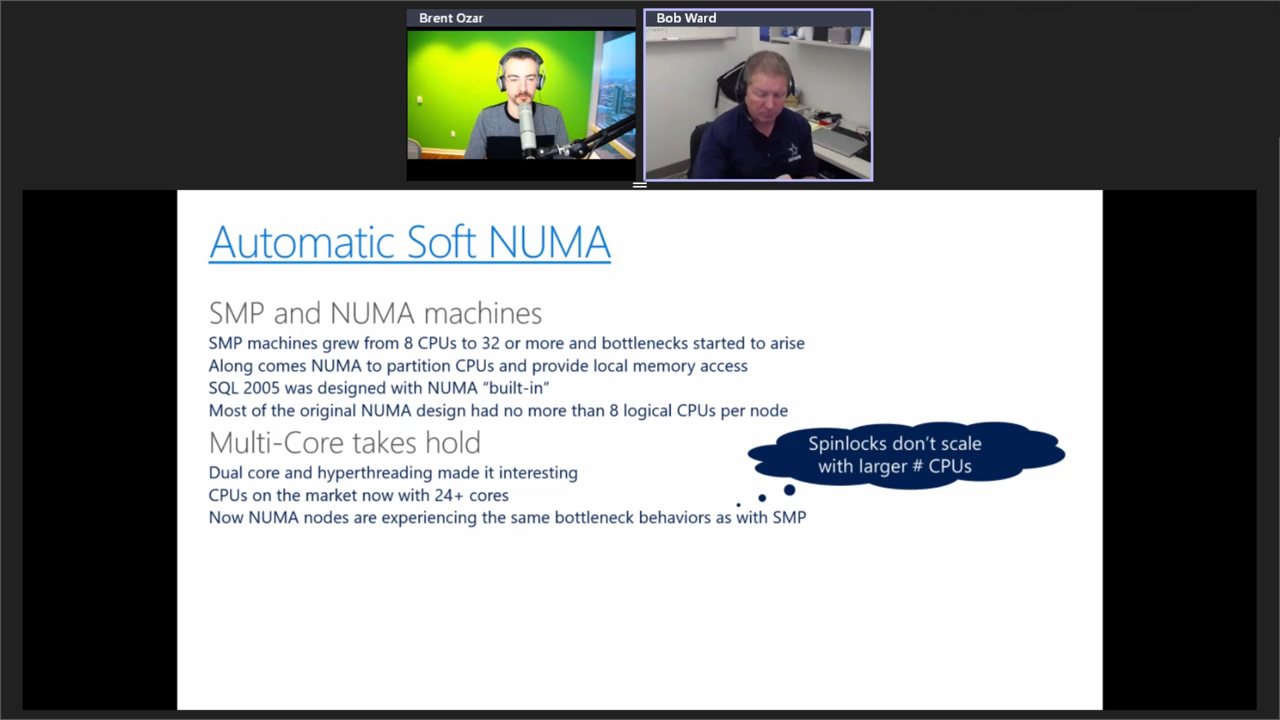 Brent Ozar
Bob Ward
Automatic Soft NUMA
SMP and NUMA machines
SMP machines grew from 8 CPUs to 32 or more and bottlenecks started to arise
Along comes NUMA to partition CPUs and provide local memory access
SQL 2005 was designed with NUMA “built-in”
Most of the original NUMA design had no more than 8 logical CPUs per node
Multi-Core takes hold
Spinlocks don’t scale
with larger # CPUs
Dual core and hyperthreading made it interesting
CPUs on the market now with 24+ cores
Now NUMA nodes are experiencing the same bottleneck behaviors as with SMP